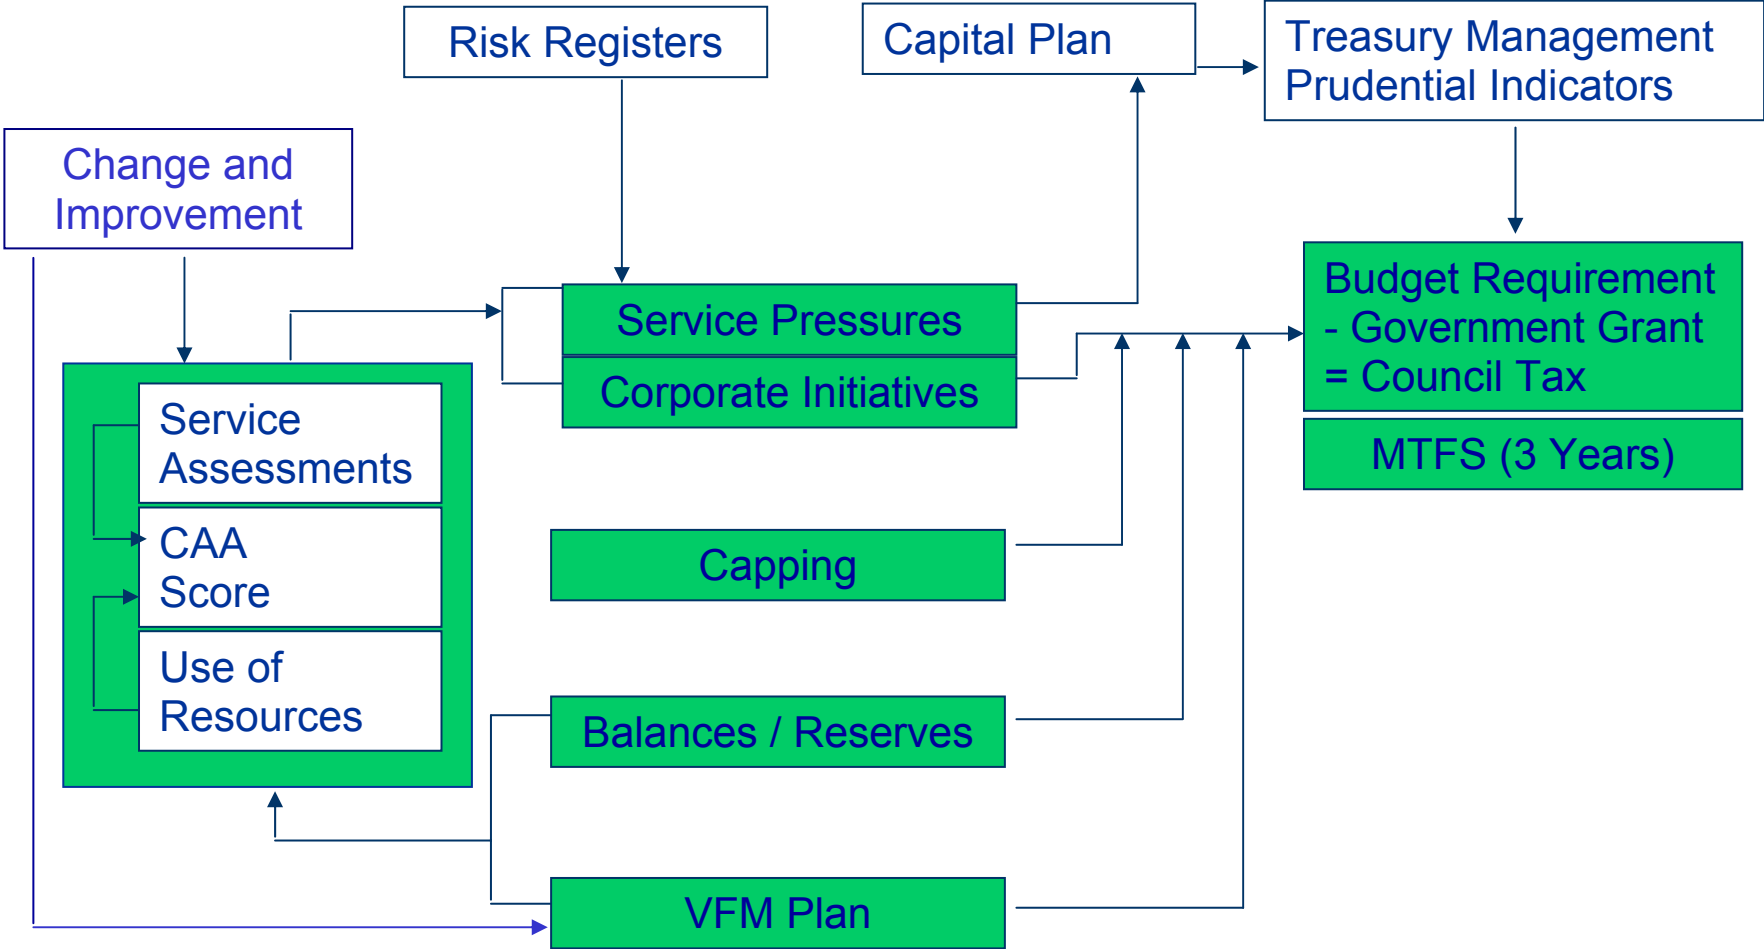 Risk Registers
Capital Plan
Treasury Management
Prudential Indicators
Change and
Improvement
Service Pressures
Corporate Initiatives
Budget Requirement
- Government Grant
= Council Tax
MTFS (3 Years)
Service
Assessments
CAA
Score
Use of
Resources
Capping
Balances / Reserves
VFM Plan